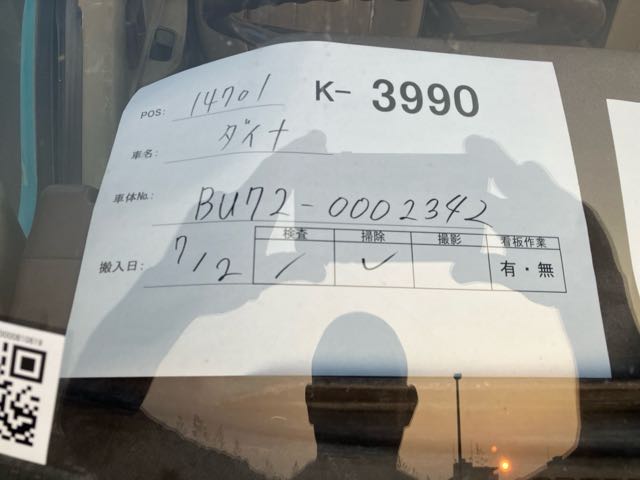 POS: 14701 K- 3990
車名: ダイナ
車体No.: BU72-0002342
検査 掃除 撮影 看板作業
搬入日: 7/2 / ✓ 有・無